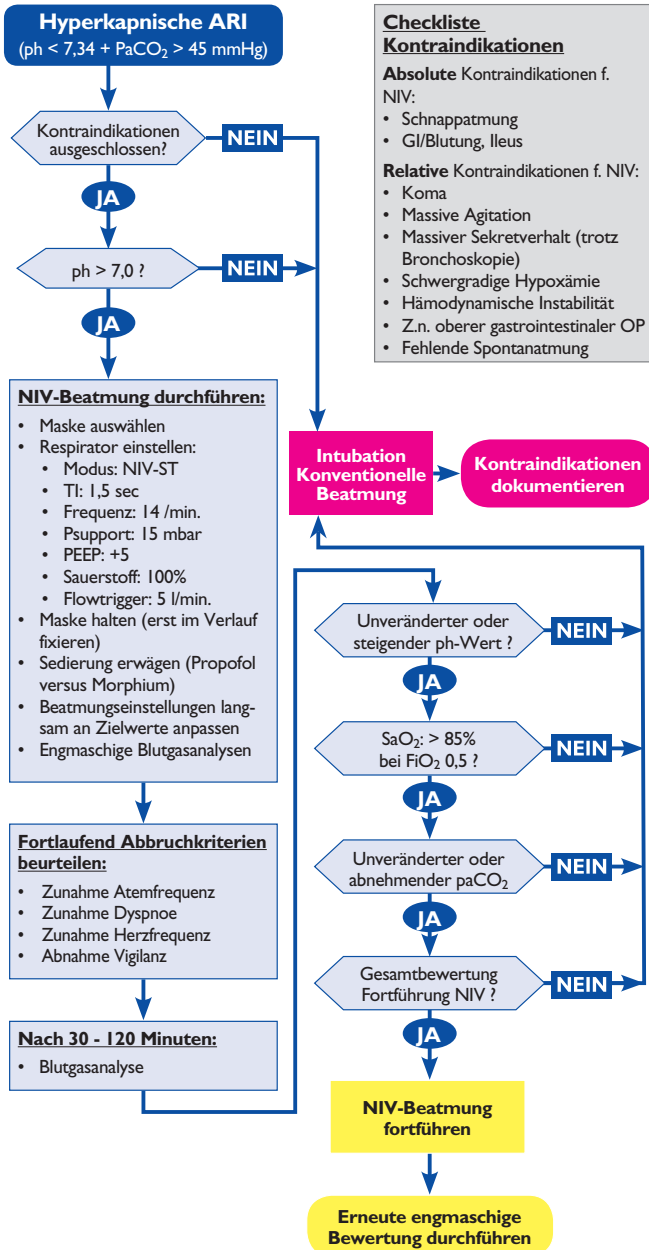 Hyperkapnische ARI
(ph < 7,34 + PaCO₂ > 45 mmHg)
Kontraindikationen
ausgeschlossen?
NEIN
JA
ph > 7,0 ?
NEIN
JA
NIV-Beatmung durchführen:
• Maske auswählen
• Respirator einstellen:
• Modus: NIV-ST
• TI: 1,5 sec
• Frequenz: 14 /min.
• Psupport: 15 mbar
• PEEP: +5
• Sauerstoff: 100%
• Flowtrigger: 5 l/min.
• Maske halten (erst im Verlauf
fixieren)
• Sedierung erwägen (Propofol
versus Morphium)
• Beatmungseinstellungen lang-
sam an Zielwerte anpassen
• Engmaschige Blutgasanalysen
Fortlaufend Abbruchkriterien
beurteilen:
• Zunahme Atemfrequenz
• Zunahme Dyspnoe
• Zunahme Herzfrequenz
• Abnahme Vigilanz
Nach 30 - 120 Minuten:
• Blutgasanalyse
Checkliste
Kontraindikationen
Absolute Kontraindikationen f.
NIV:
• Schnappatmung
• GI/Blutung, Ileus
Relative Kontraindikationen f. NIV:
• Koma
• Massive Agitation
• Massiver Sekretverhalt (trotz
Bronchoskopie)
• Schwergradige Hypoxämie
• Hämodynamische Instabilität
• Z.n. oberer gastrointestinaler OP
• Fehlende Spontanatmung
Intubation
Konventionelle
Beatmung
Kontraindikationen
dokumentieren
Unveränderter oder
steigender ph-Wert ?
NEIN
JA
SaO₂: > 85%
bei FiO₂ 0,5 ?
NEIN
JA
Unveränderter oder
abnehmender paCO₂
NEIN
JA
Gesamtbewertung
Fortführung NIV ?
NEIN
JA
NIV-Beatmung
fortführen
Erneute engmaschige
Bewertung durchführen